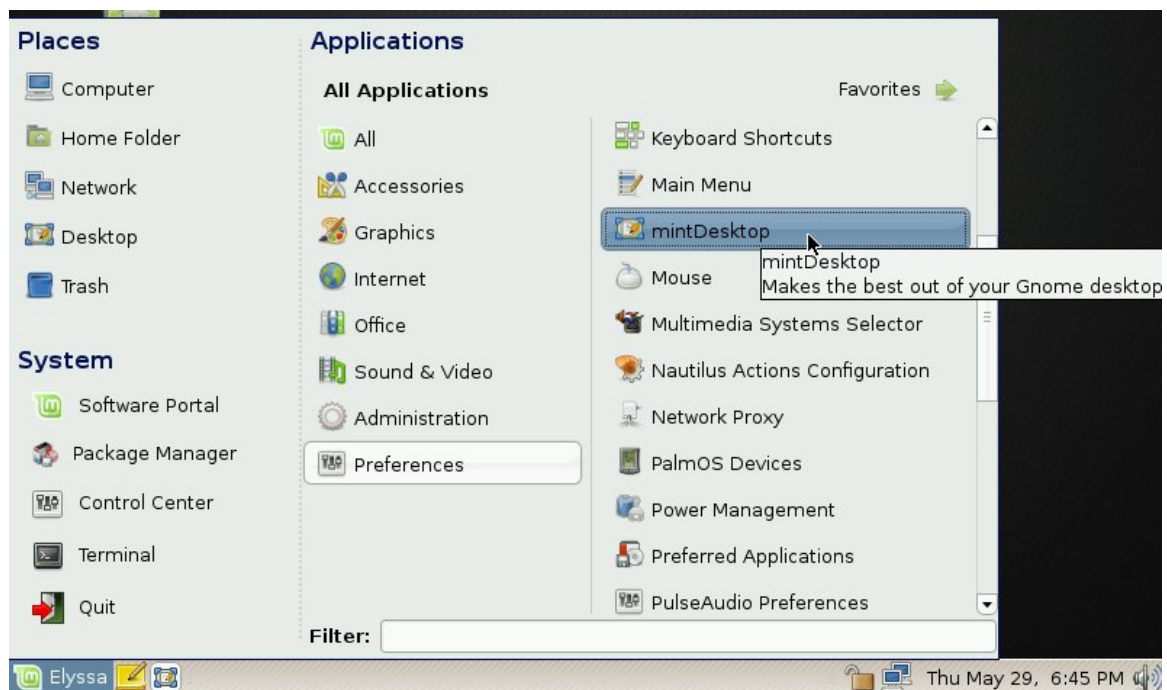 Places
Computer
Home Folder
Network
Desktop
Trash
System
Software Portal
Package Manager
Control Center
Terminal
Quit
Applications
All Applications
Favorites
All
Accessories
Graphics
Internet
Office
Sound & Video
Administration
Preferences
Keyboard Shortcuts
Main Menu
mintDesktop
mintDesktop
Makes the best out of your Gnome desktop
Mouse
Multimedia Systems Selector
Nautilus Actions Configuration
Network Proxy
PalmOS Devices
Power Management
Preferred Applications
PulseAudio Preferences
Filter:
Elyssa
Thu May 29, 6:45 PM